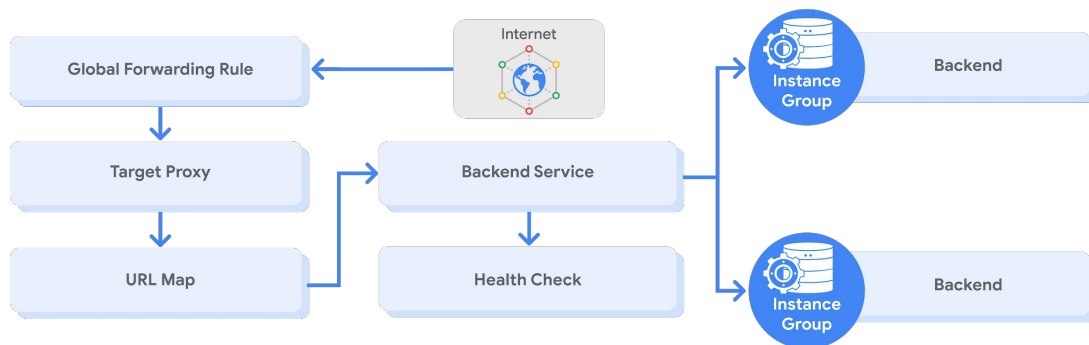 Internet
Global Forwarding Rule
Target Proxy
URL Map
Backend Service
Health Check
Instance
Group
Backend
Instance
Group
Backend